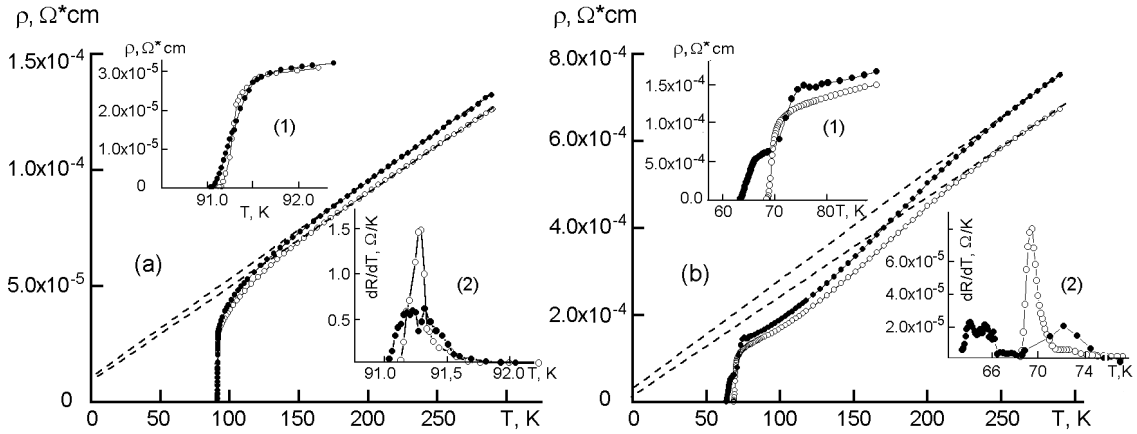 ρ, Ω*cm
1.5x10⁻⁴
1.0x10⁻⁴
5.0x10⁻⁵
0
0 50 100 150 200 250 T, K
(a)
ρ, Ω*cm
3.0x10⁻⁵
2.0x10⁻⁵
1.0x10⁻⁵
0
91.0 92.0
T, K
(1)
dR/dT, Ω/K
1.5
1.0
0.5
91.0 91,5 92.0 T, K
(2)
ρ, Ω*cm
8.0x10⁻⁴
6.0x10⁻⁴
4.0x10⁻⁴
2.0x10⁻⁴
0
0 50 100 150 200 250 300 T, K
(b)
ρ, Ω*cm
1.5x10⁻⁴
1.0x10⁻⁴
5.0x10⁻⁵
0.0
60 70 80 T, K
(1)
dR/dT, Ω/K
8.0x10⁻⁵
6.0x10⁻⁵
4.0x10⁻⁵
2.0x10⁻⁵
66 70 74 T,K
(2)